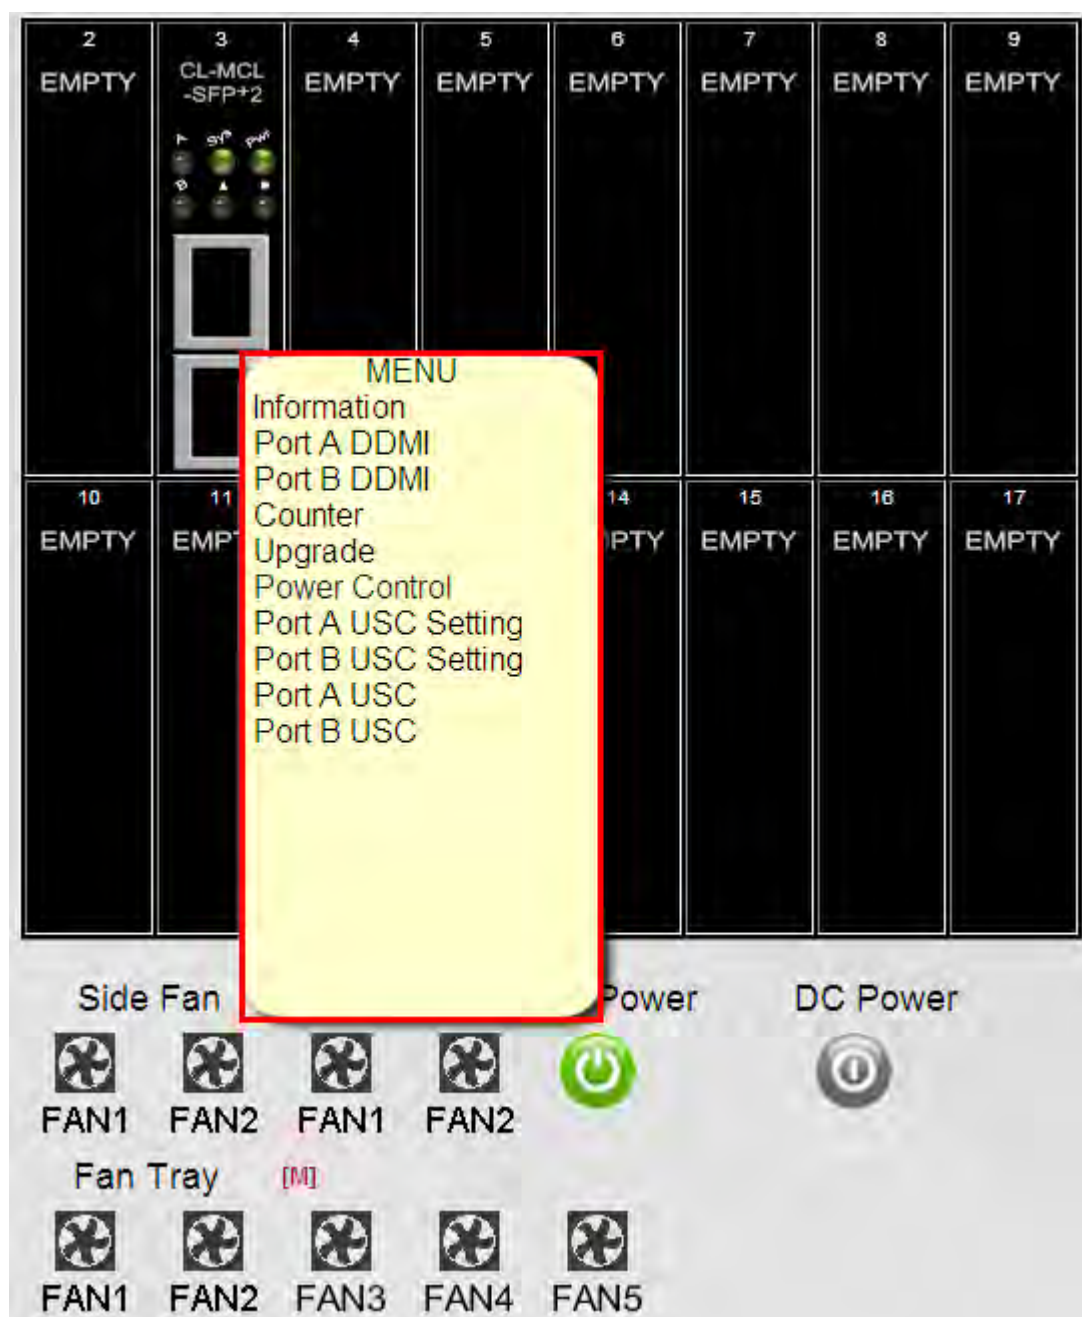 2 3 4 5 6 7 8 9
EMPTY CL-MCL EMPTY EMPTY EMPTY EMPTY EMPTY EMPTY
-SFP+2
A SYS PWR
B ▲ ■
MENU
Information
Port A DDMI
Port B DDMI
Counter
Upgrade
Power Control
Port A USC Setting
Port B USC Setting
Port A USC
Port B USC
10 11 14 15 16 17
EMPTY EMP PTY EMPTY EMPTY EMPTY
Side Fan Power DC Power
FAN1 FAN2 FAN1 FAN2
Fan Tray [M]
FAN1 FAN2 FAN3 FAN4 FAN5